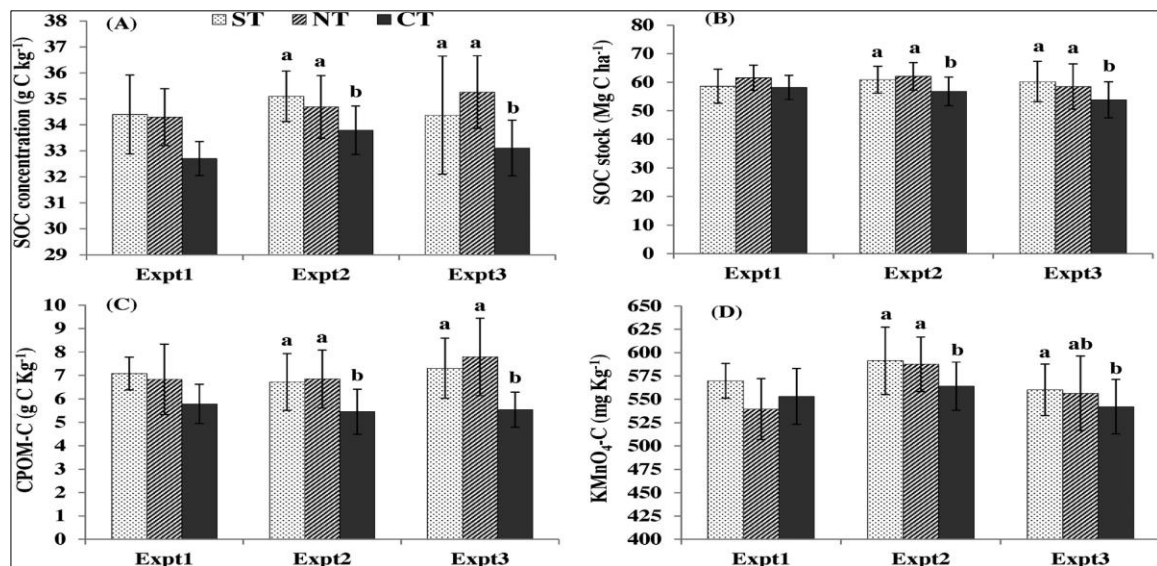 (A) ST NT CT
SOC concentration (g C kg-1)
38
37
36
35
34
33
32
31
30
29
a a b
a a b
Expt1 Expt2 Expt3
(B)
SOC stock (Mg C ha-1)
80
70
60
50
40
30
20
10
0
a a b
a a b
Expt1 Expt2 Expt3
(C)
CPOM-C (g C Kg-1)
10
9
8
7
6
5
4
3
2
1
0
a a b
a a b
Expt1 Expt2 Expt3
(D)
KMnO4-C (mg Kg-1)
650
625
600
575
550
525
500
475
450
425
400
a a b
a ab b
Expt1 Expt2 Expt3